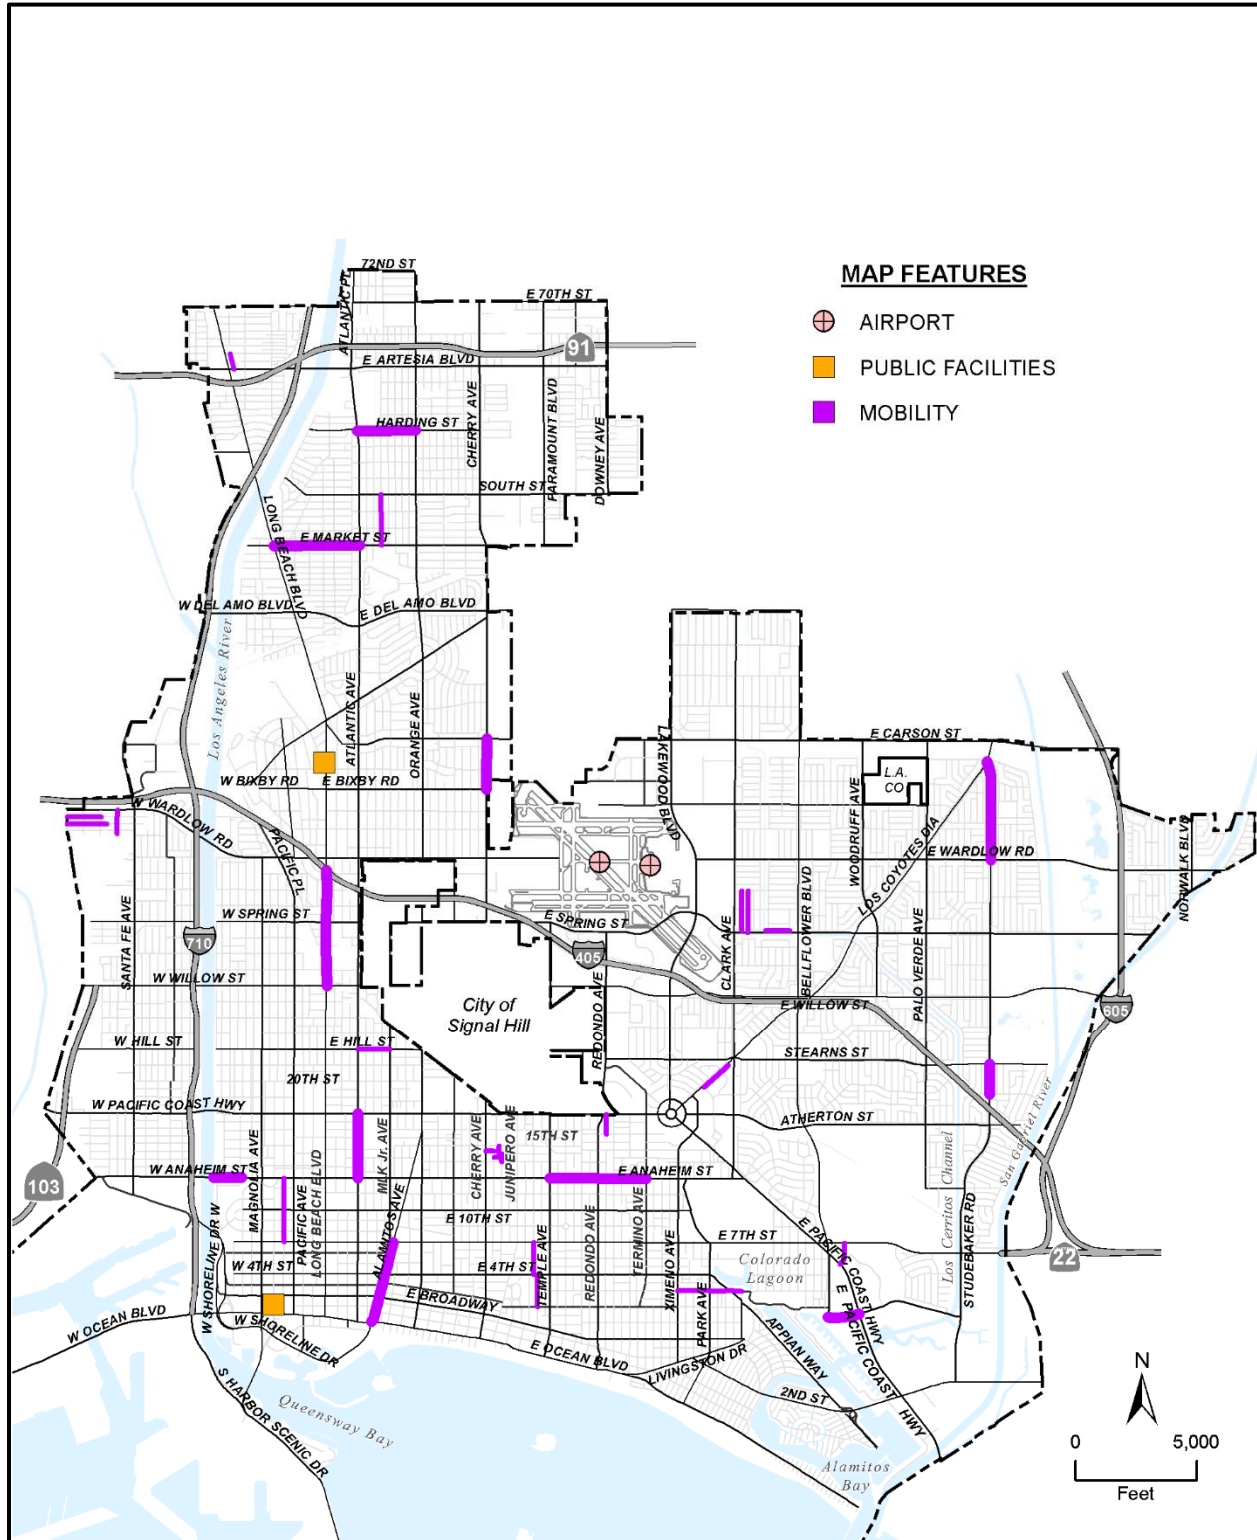 72ND ST
ATLANTIC PL
E 70TH ST
MAP FEATURES
AIRPORT
PUBLIC FACILITIES
MOBILITY
91
E ARTESIA BLVD
HARDING ST
CHERRY AVE
PARAMOUNT BLVD
DOWNEY AVE
SOUTH ST
LONG BEACH BLVD
E MARKET ST
W DEL AMO BLVD
E DEL AMO BLVD
Los Angeles River
ATLANTIC AVE
ORANGE AVE
LAKEWOOD BLVD
E CARSON ST
W BIXBY RD
E BIXBY RD
L.A.
CO
W WARDLOW RD
PACIFIC PL
WOODRUFF AVE
LOS COYOTES DIA
E WARDLOW RD
NORWALK BLVD
SANTA FE AVE
W SPRING ST
E SPRING ST
710
405
CLARK AVE
BELLFLOWER BLVD
PALO VERDE AVE
W WILLOW ST
E WILLOW ST
605
City of
Signal Hill
REDONDO AVE
W HILL ST
E HILL ST
STEARNS ST
20TH ST
W PACIFIC COAST HWY
ATHERTON ST
San Gabriel River
MAGNOLIA AVE
MLK Jr. AVE
CHERRY AVE
JUNIPERO AVE
15TH ST
W ANAHEIM ST
E ANAHEIM ST
103
PACIFIC AVE
LONG BEACH BLVD
ALAMITOS AVE
E 10TH ST
TEMPLE AVE
REDONDO AVE
TERMINO AVE
XIMENO AVE
E 7TH ST
Colorado
Lagoon
E PACIFIC COAST HWY
Los Cerritos Channel
STUDEBAKER RD
22
W SHORELINE DR W
W 4TH ST
E 4TH ST
E BROADWAY
PARK AVE
E PACIFIC COAST HWY
W OCEAN BLVD
W SHORELINE DR
E OCEAN BLVD
LIVINGSTON DR
APPIAN WAY
2ND ST
S HARBOR SCENIC DR
Queensway Bay
Alamitos
Bay
N
0 5,000
Feet